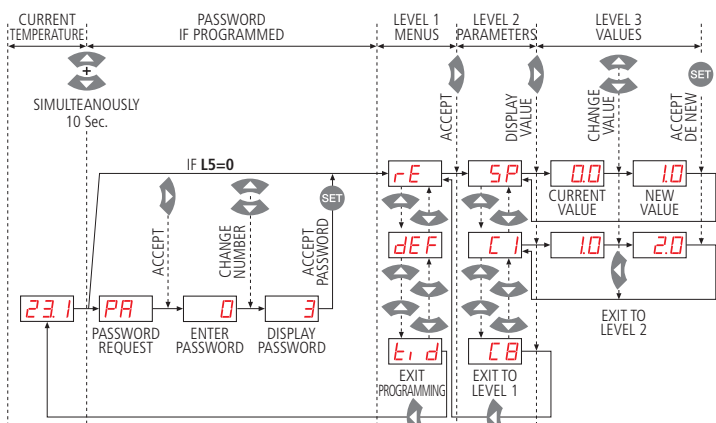 CURRENT
TEMPERATURE
PASSWORD
IF PROGRAMMED
LEVEL 1
MENUS
LEVEL 2
PARAMETERS
LEVEL 3
VALUES
+
SIMULTEANOUSLY
10 Sec.
ACCEPT
DISPLAY
VALUE
CHANGE
VALUE
SET
ACCEPT
DE NEW
IF L5=0
rE
SP
0.0
1.0
CURRENT
VALUE
NEW
VALUE
ACCEPT
CHANGE
NUMBER
SET
ACCEPT
PASSWORD
dEF
C1
1.0
2.0
EXIT TO
LEVEL 2
23.1
PA
0
3
PASSWORD
REQUEST
ENTER
PASSWORD
DISPLAY
PASSWORD
tid
C8
EXIT
PROGRAMMING
EXIT TO
LEVEL 1